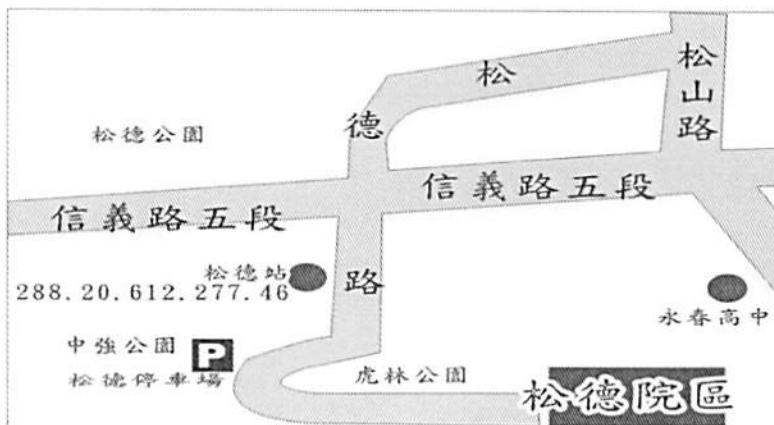 松山路
松德路
松德公園
信義路五段
信義路五段
松德站
288.20.612.277.46
永春高中
中強公園
P
松德停車場
虎林公園
松德院區